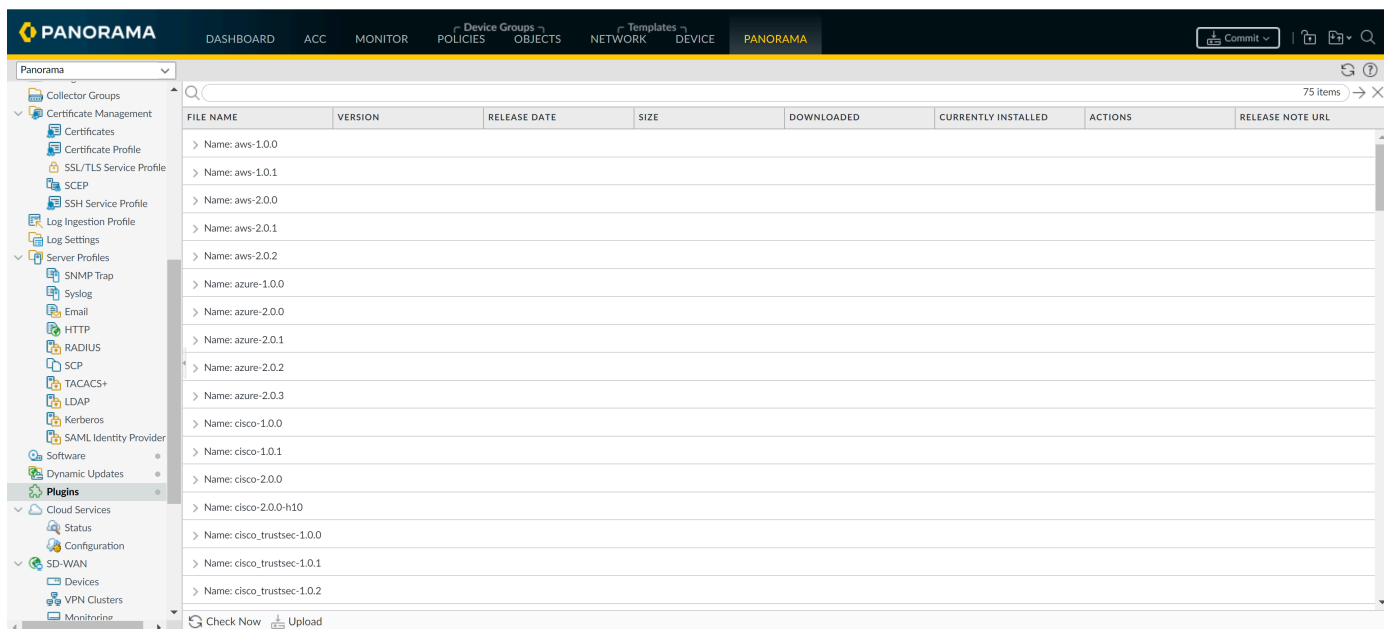 PANORAMA
Device Groups
Templates
DASHBOARD ACC MONITOR POLICIES OBJECTS NETWORK DEVICE PANORAMA
Commit
Panorama
Collector Groups
Certificate Management
Certificates
Certificate Profile
SSL/TLS Service Profile
SCEP
SSH Service Profile
Log Ingestion Profile
Log Settings
Server Profiles
SNMP Trap
Syslog
Email
HTTP
RADIUS
SCP
TACACS+
LDAP
Kerberos
SAML Identity Provider
Software
Dynamic Updates
Plugins
Cloud Services
Status
Configuration
SD-WAN
Devices
VPN Clusters
Monitoring
75 items
FILE NAME VERSION RELEASE DATE SIZE DOWNLOADED CURRENTLY INSTALLED ACTIONS RELEASE NOTE URL
Name: aws-1.0.0
Name: aws-1.0.1
Name: aws-2.0.0
Name: aws-2.0.1
Name: aws-2.0.2
Name: azure-1.0.0
Name: azure-2.0.0
Name: azure-2.0.1
Name: azure-2.0.2
Name: azure-2.0.3
Name: cisco-1.0.0
Name: cisco-1.0.1
Name: cisco-2.0.0
Name: cisco-2.0.0-h10
Name: cisco_trustsec-1.0.0
Name: cisco_trustsec-1.0.1
Name: cisco_trustsec-1.0.2
Check Now Upload